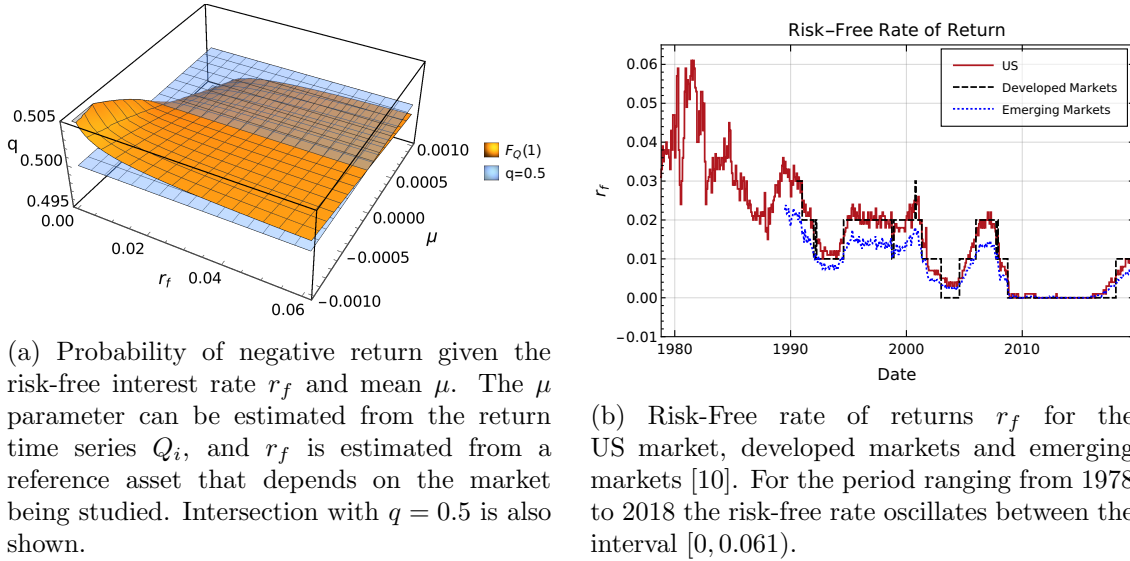 0.505
q
0.500
0.495
0.00
0.02
r_f
0.04
0.06
0.0010
0.0005
0.0000
μ
−0.0005
−0.0010
F_Q(1)
q=0.5
(a) Probability of negative return given the
risk-free interest rate r_f and mean μ. The μ
parameter can be estimated from the return
time series Q_i, and r_f is estimated from a
reference asset that depends on the market
being studied. Intersection with q = 0.5 is also
shown.
Risk−Free Rate of Return
US
Developed Markets
Emerging Markets
r_f
0.06
0.05
0.04
0.03
0.02
0.01
0.00
−0.01
1980
1990
2000
2010
Date
(b) Risk-Free rate of returns r_f for the
US market, developed markets and emerging
markets [10]. For the period ranging from 1978
to 2018 the risk-free rate oscillates between the
interval [0, 0.061).